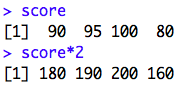 > score
[1]  90  95 100  80
> score*2
[1] 180 190 200 160